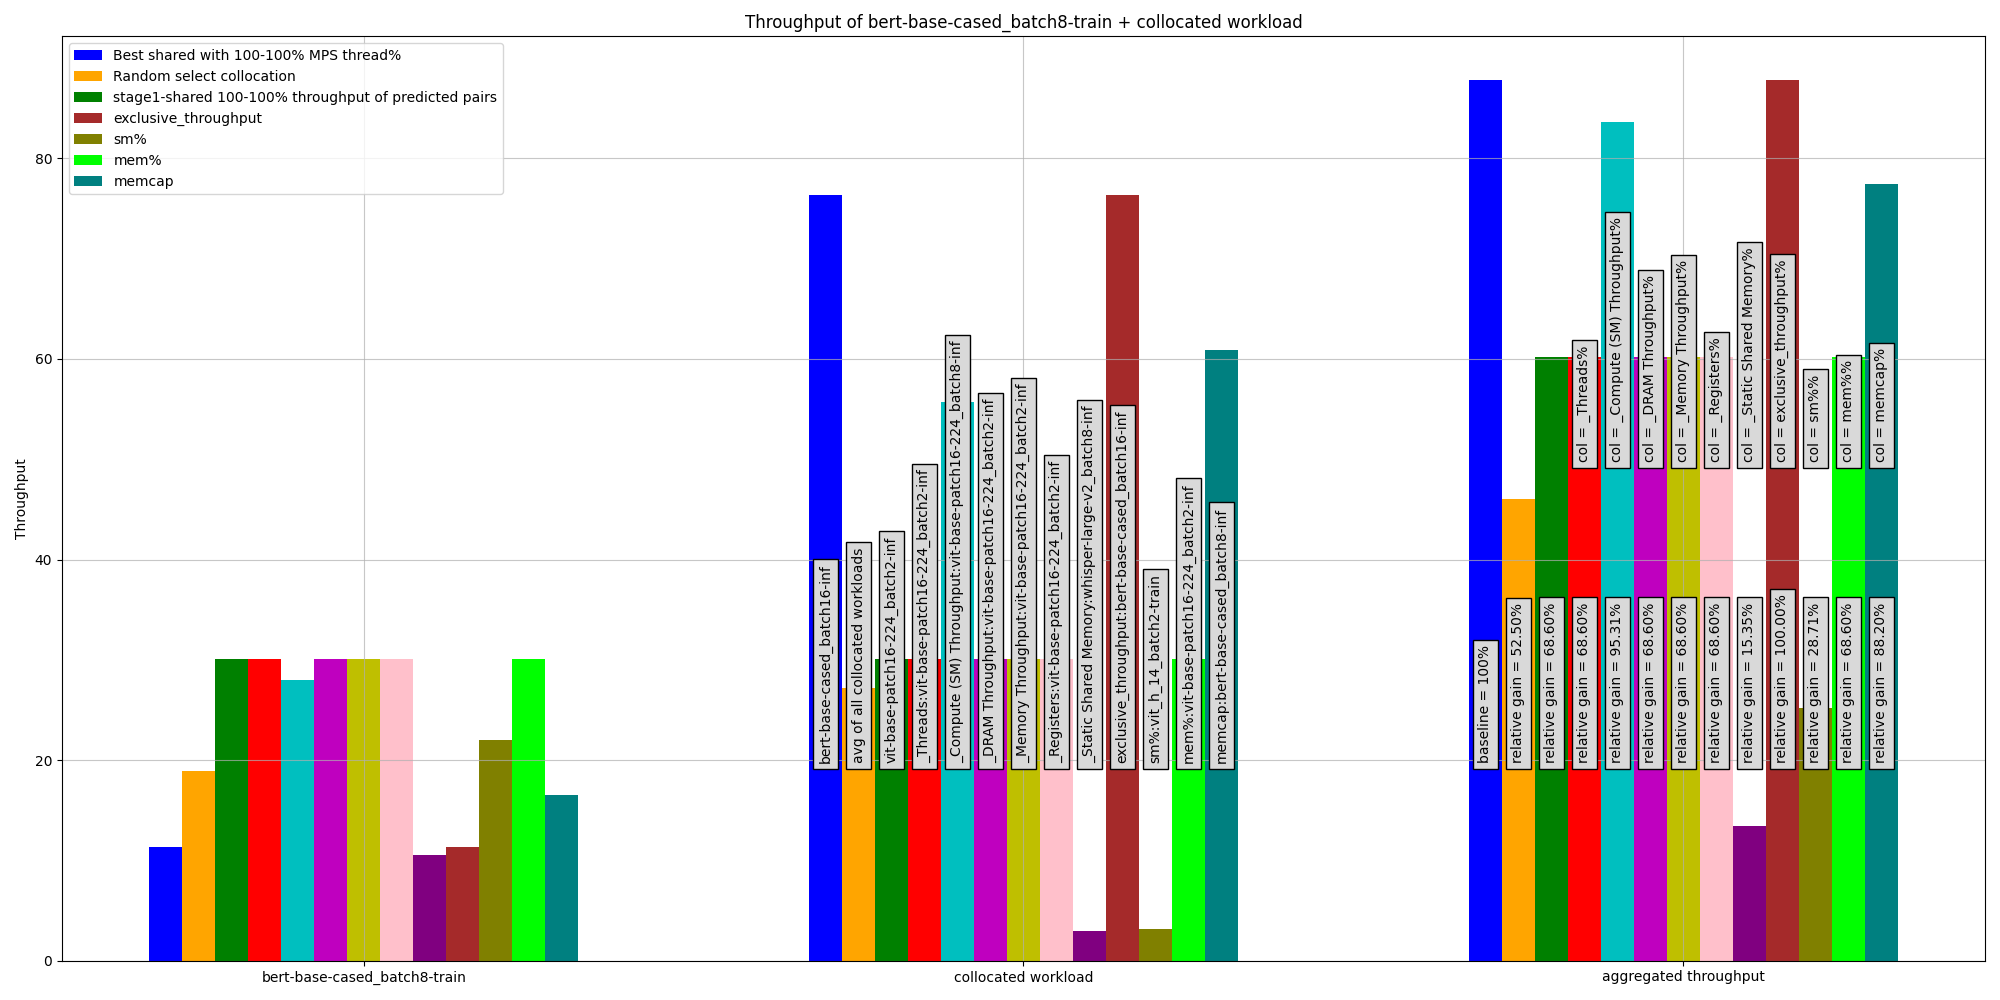 Throughput of bert-base-cased_batch8-train + collocated workload
Best shared with 100-100% MPS thread%
Random select collocation
stage1-shared 100-100% throughput of predicted pairs
exclusive_throughput
sm%
mem%
memcap
Throughput
80
60
40
20
0
bert-base-cased_batch16-inf
avg of all collocated workloads
vit-base-patch16-224_batch2-inf
_Threads:vit-base-patch16-224_batch2-inf
_Compute (SM) Throughput:vit-base-patch16-224_batch8-inf
_DRAM Throughput:vit-base-patch16-224_batch2-inf
_Memory Throughput:vit-base-patch16-224_batch2-inf
_Registers:vit-base-patch16-224_batch2-inf
_Static Shared Memory:whisper-large-v2_batch8-inf
exclusive_throughput:bert-base-cased_batch16-inf
sm%:vit_h_14_batch2-train
mem%:vit-base-patch16-224_batch2-inf
memcap:bert-base-cased_batch8-inf
col = _Threads%
col = _Compute (SM) Throughput%
col = _DRAM Throughput%
col = _Memory Throughput%
col = _Registers%
col = _Static Shared Memory%
col = exclusive_throughput%
col = sm%%
col = mem%%
col = memcap%
baseline = 100%
relative gain = 52.50%
relative gain = 68.60%
relative gain = 68.60%
relative gain = 95.31%
relative gain = 68.60%
relative gain = 68.60%
relative gain = 68.60%
relative gain = 15.35%
relative gain = 100.00%
relative gain = 28.71%
relative gain = 68.60%
relative gain = 88.20%
bert-base-cased_batch8-train
collocated workload
aggregated throughput